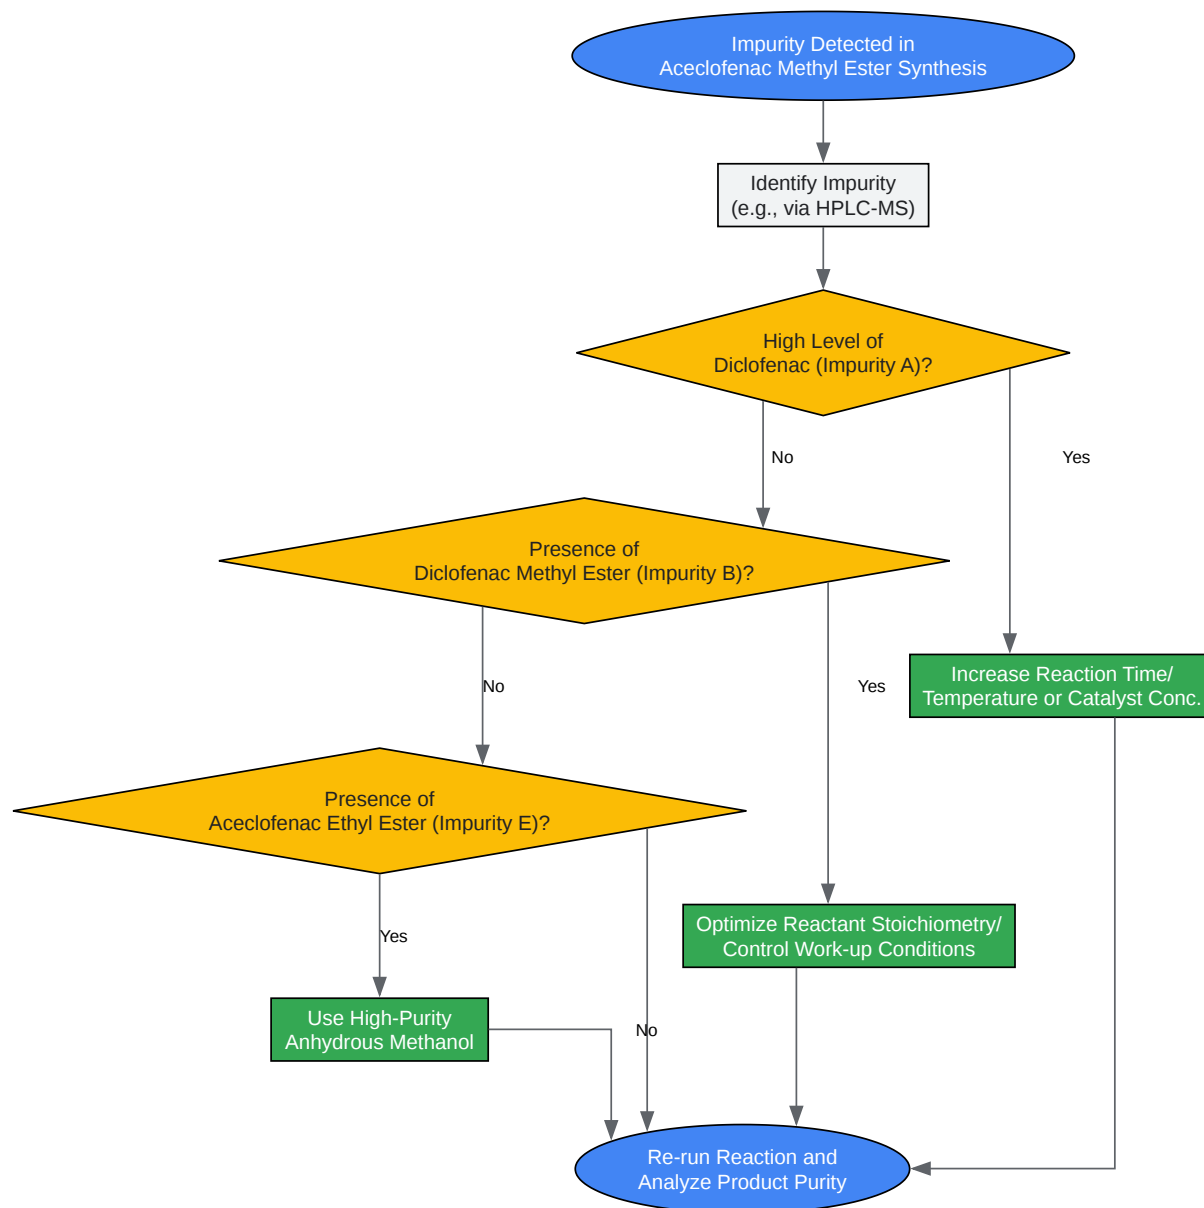 Impurity Detected in
Aceclofenac Methyl Ester Synthesis
Identify Impurity
(e.g., via HPLC-MS)
High Level of
Diclofenac (Impurity A)?
No
Yes
Presence of
Diclofenac Methyl Ester (Impurity B)?
No
Yes
Increase Reaction Time/
Temperature or Catalyst Conc.
Presence of
Aceclofenac Ethyl Ester (Impurity E)?
Yes
Optimize Reactant Stoichiometry/
Control Work-up Conditions
Use High-Purity
Anhydrous Methanol
No
Re-run Reaction and
Analyze Product Purity